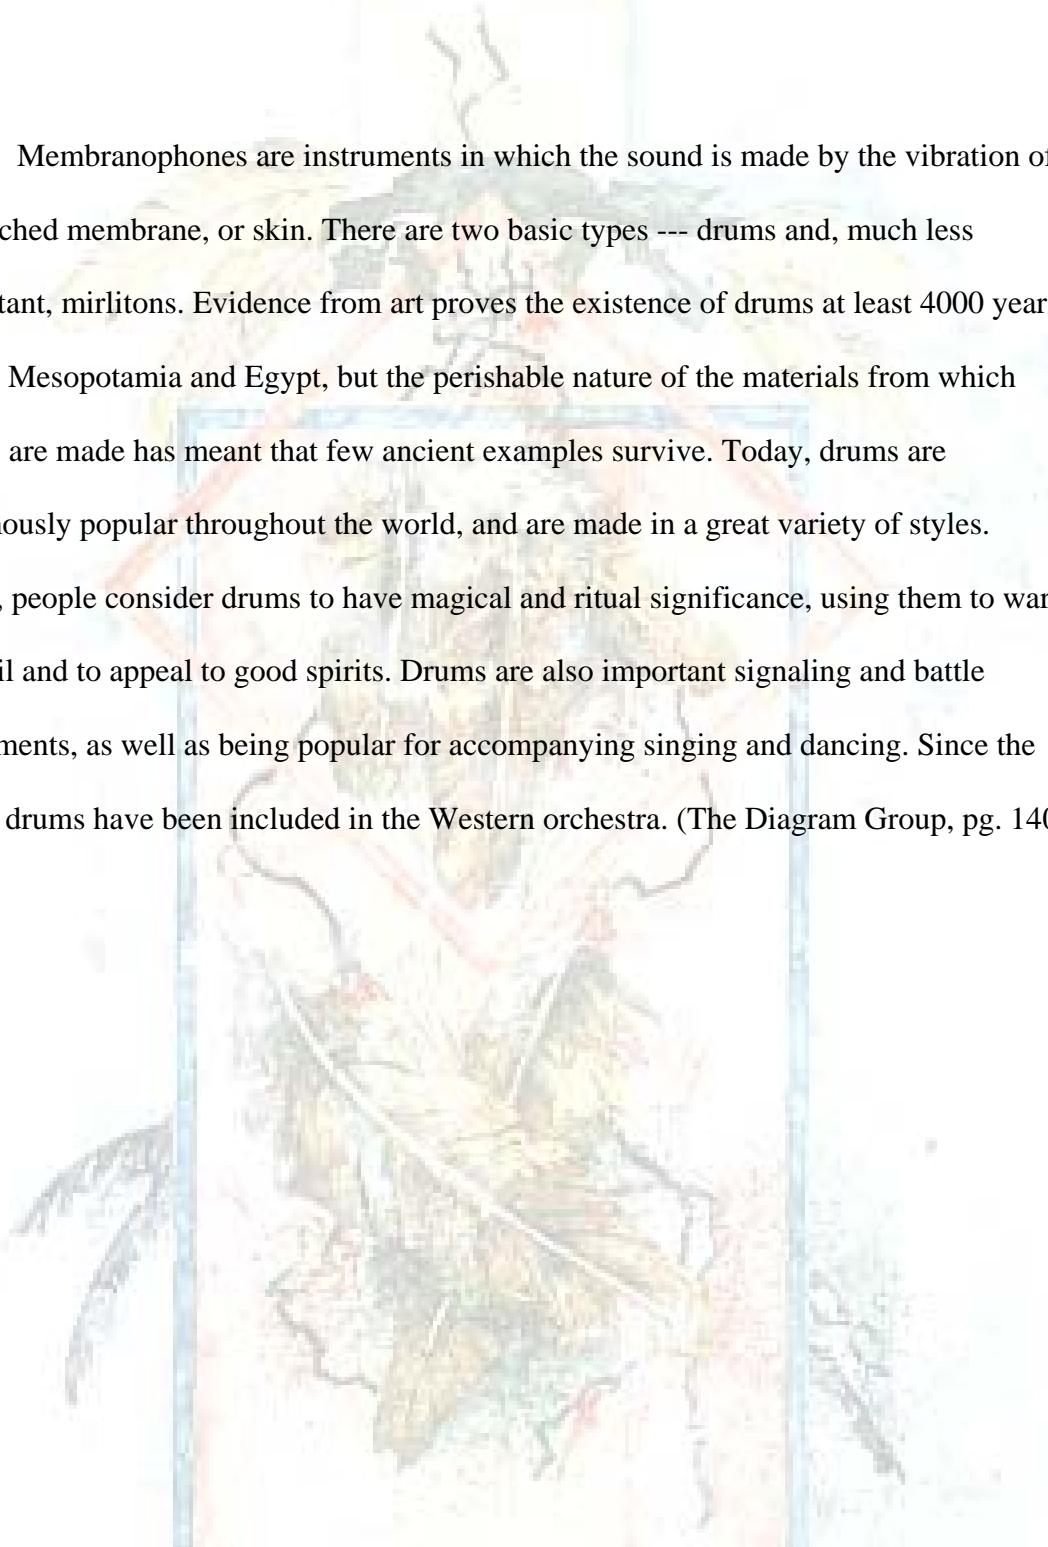 Membranophones are instruments in which the sound is made by the vibration of
ched membrane, or skin. There are two basic types --- drums and, much less
tant, mirlitons. Evidence from art proves the existence of drums at least 4000 year
Mesopotamia and Egypt, but the perishable nature of the materials from which
are made has meant that few ancient examples survive. Today, drums are
ously popular throughout the world, and are made in a great variety of styles.
, people consider drums to have magical and ritual significance, using them to war
il and to appeal to good spirits. Drums are also important signaling and battle
ments, as well as being popular for accompanying singing and dancing. Since the
drums have been included in the Western orchestra. (The Diagram Group, pg. 140